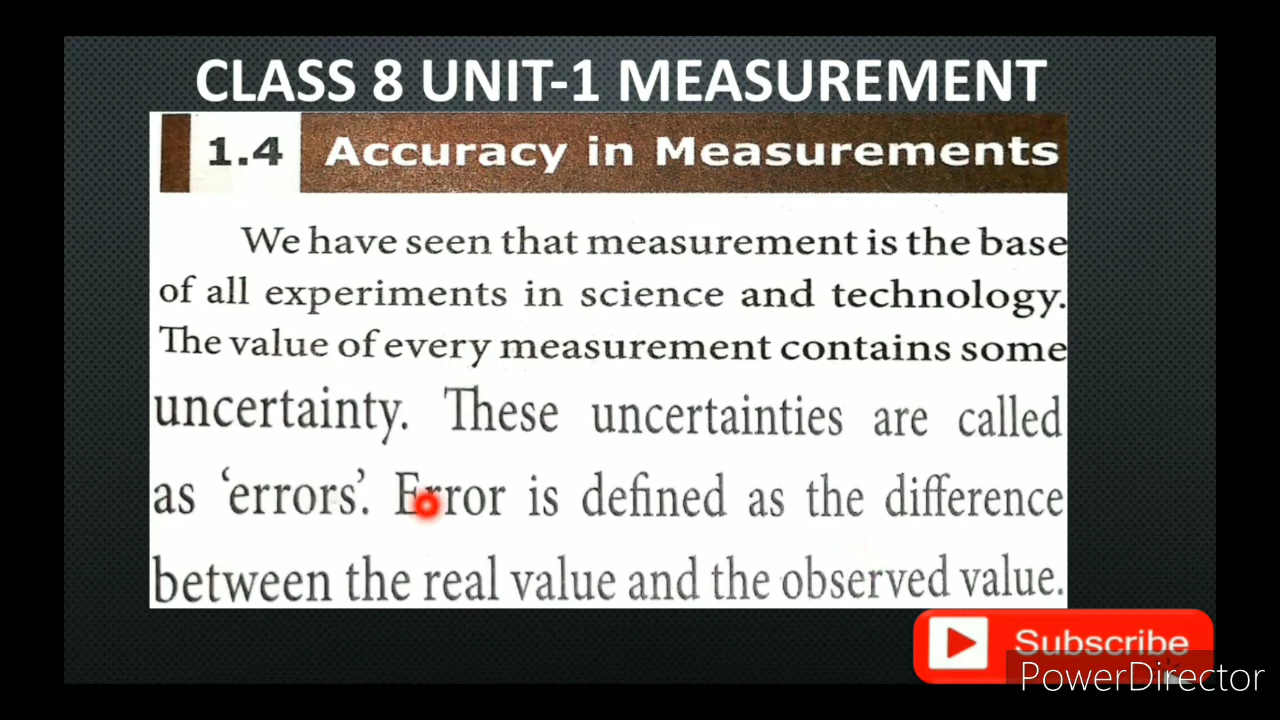 CLASS 8 UNIT-1 MEASUREMENT
1.4 Accuracy in Measurements
We have seen that measurement is the base
of all experiments in science and technology.
The value of every measurement contains some
uncertainty. These uncertainties are called
as ‘errors’. Error is defined as the difference
between the real value and the observed value.
Subscribe
PowerDirector